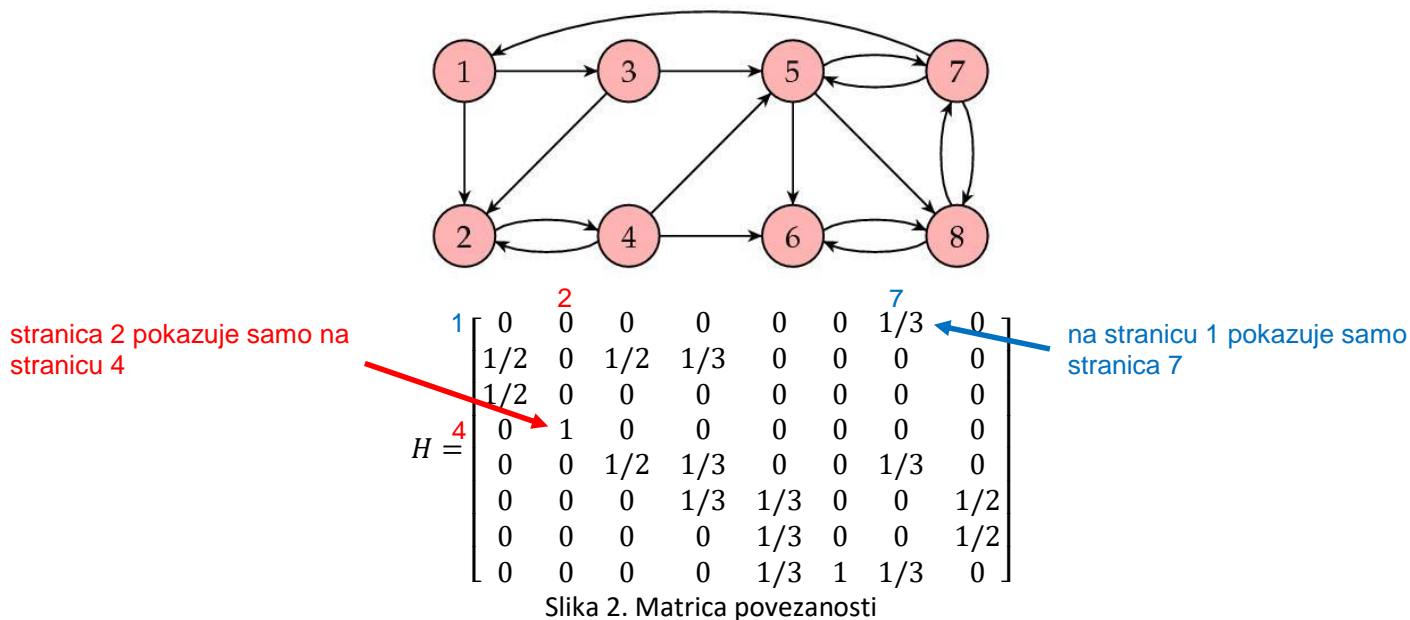 1 3 5 7
2 4 6 8
2 7
stranica 2 pokazuje samo na
stranicu 4
na stranicu 1 pokazuje samo
stranica 7
1 0 0 0 0 0 0 1/3 0
1/2 0 1/2 1/3 0 0 0 0
1/2 0 0 0 0 0 0 0
H = 4 0 1 0 0 0 0 0 0
0 0 1/2 1/3 0 0 1/3 0
0 0 0 1/3 1/3 0 0 1/2
0 0 0 0 1/3 0 0 1/2
0 0 0 0 1/3 1 1/3 0
Slika 2. Matrica povezanosti